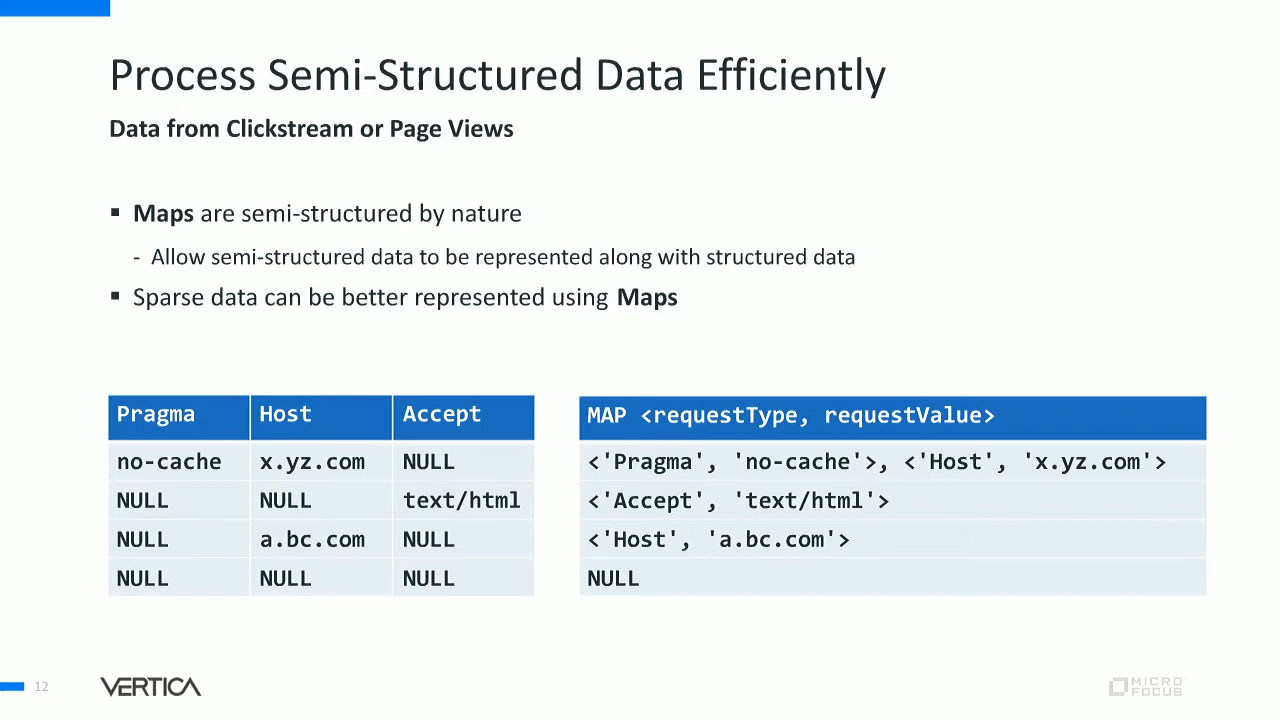 Process Semi-Structured Data Efficiently
Data from Clickstream or Page Views
▪ Maps are semi-structured by nature
- Allow semi-structured data to be represented along with structured data
▪ Sparse data can be better represented using Maps
Pragma Host Accept
no-cache x.yz.com NULL
NULL NULL text/html
NULL a.bc.com NULL
NULL NULL NULL
MAP <requestType, requestValue>
<'Pragma', 'no-cache'>, <'Host', 'x.yz.com'>
<'Accept', 'text/html'>
<'Host', 'a.bc.com'>
NULL
12
VERTICA
MICRO
FOCUS